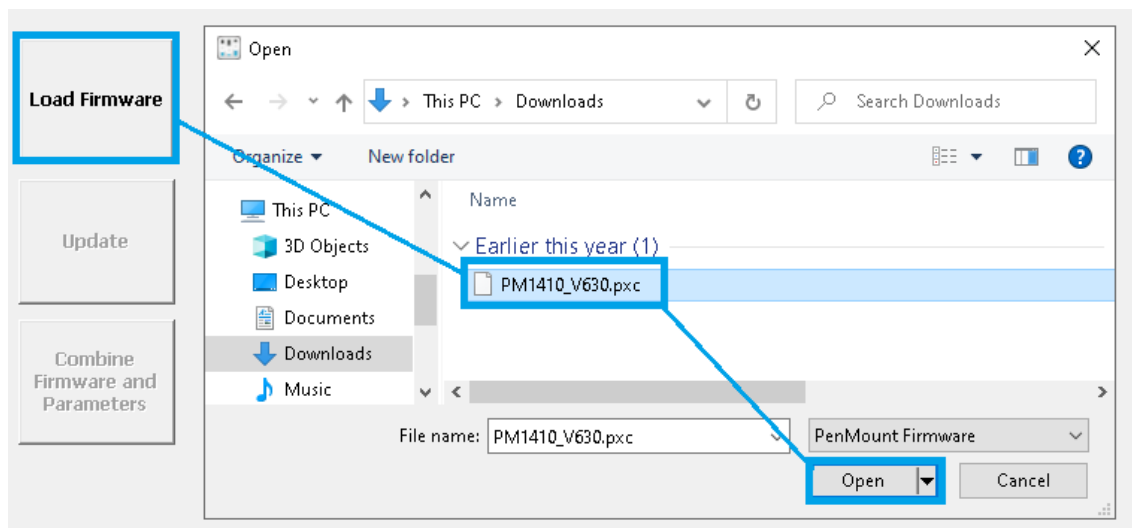 Load Firmware
Update
Combine
Firmware and
Parameters
Open
This PC > Downloads
Search Downloads
Organize
New folder
Name
This PC
3D Objects
Desktop
Documents
Downloads
Music
Earlier this year (1)
PM1410_V630.pxc
File name: PM1410_V630.pxc
PenMount Firmware
Open
Cancel